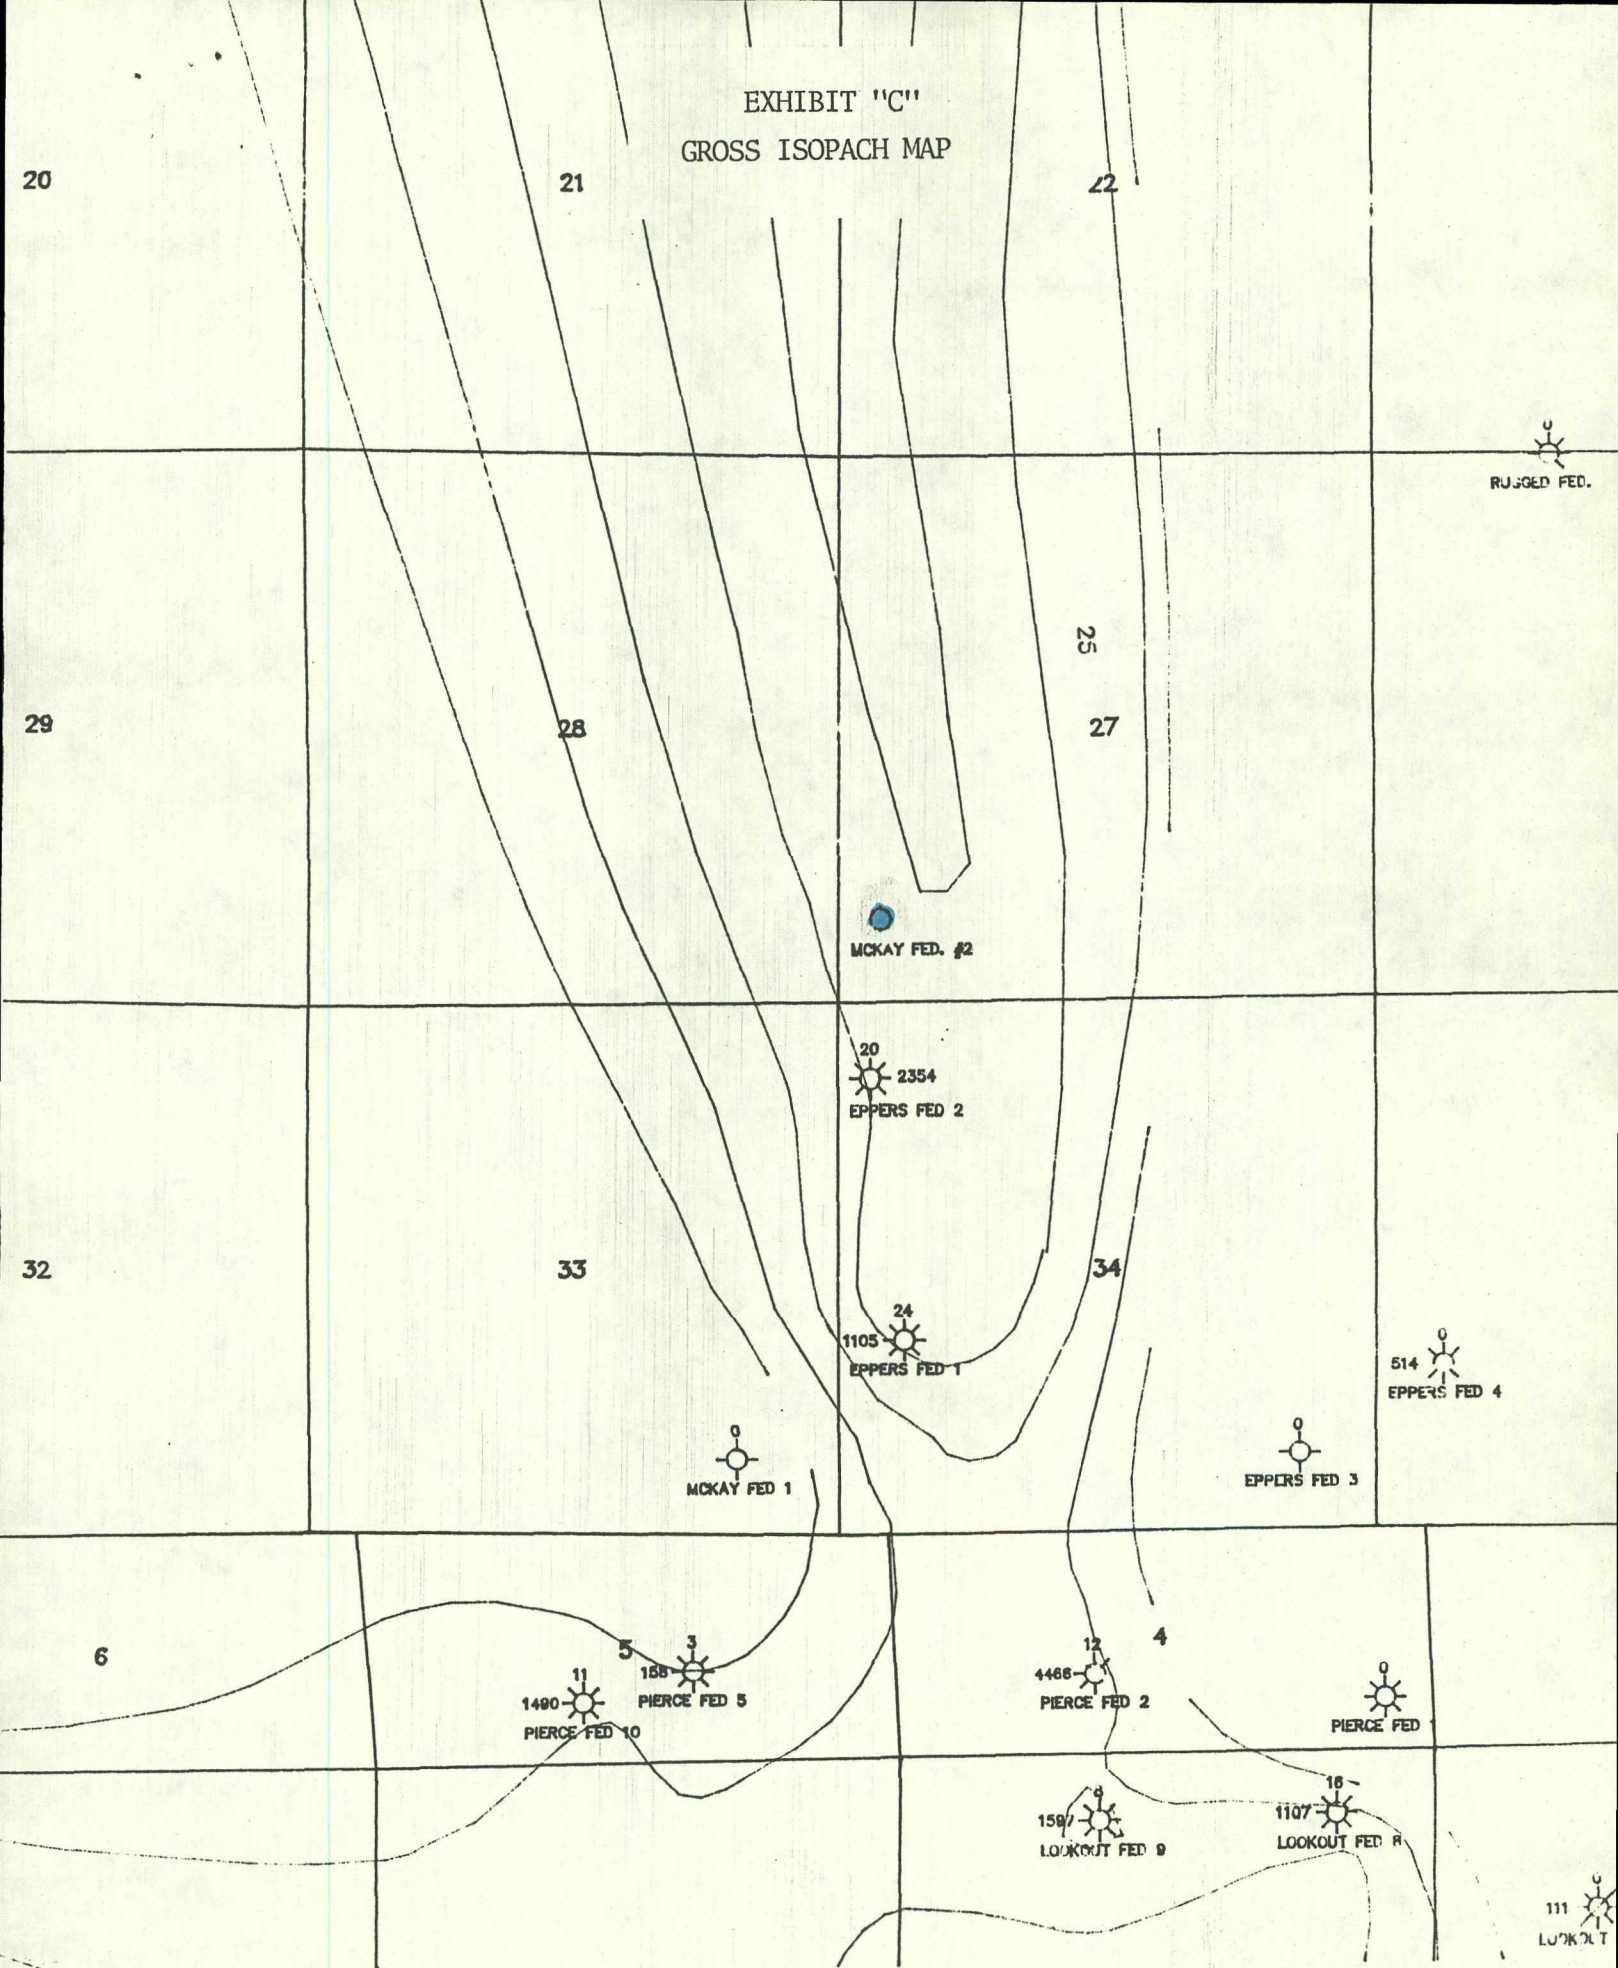 EXHIBIT "C"
GROSS ISOPACH MAP
20
21
22
RUGGED FED.
25
29
28
27
MCKAY FED. #2
20
2354
EPPERS FED 2
32
33
34
24
1105
EPPERS FED 1
0
514
EPPERS FED 4
0
MCKAY FED 1
0
EPPERS FED 3
6
5
4
3
158
PIERCE FED 5
11
1490
PIERCE FED 10
12
4466
PIERCE FED 2
0
PIERCE FED
1597
LOOKOUT FED 9
16
1107
LOOKOUT FED 8
111
LOOKOUT